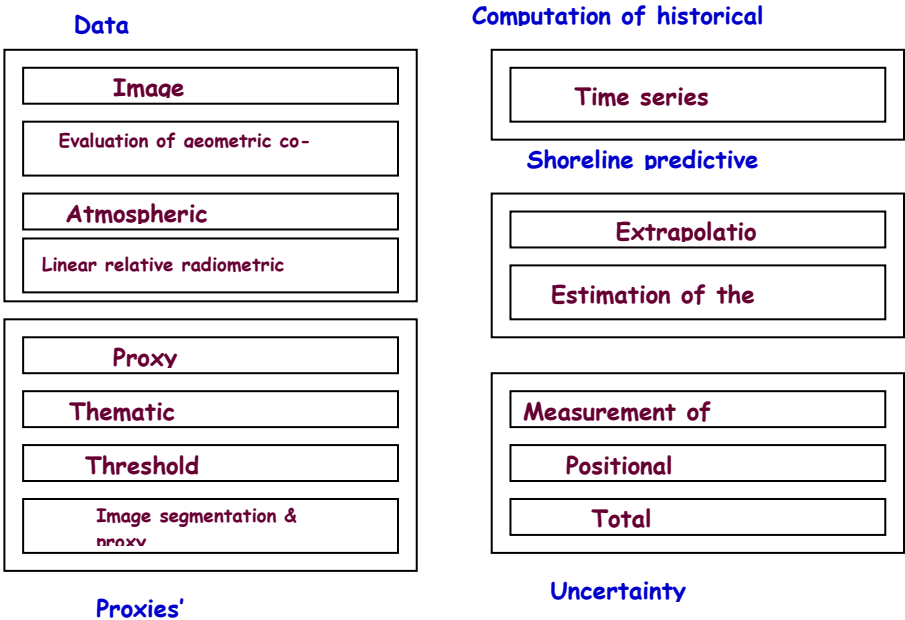 Data
Image
Evaluation of geometric co-
Atmospheric
Linear relative radiometric
Proxy
Thematic
Threshold
Image segmentation &
proxy
Proxies'
Computation of historical
Time series
Shoreline predictive
Extrapolatio
Estimation of the
Measurement of
Positional
Total
Uncertainty